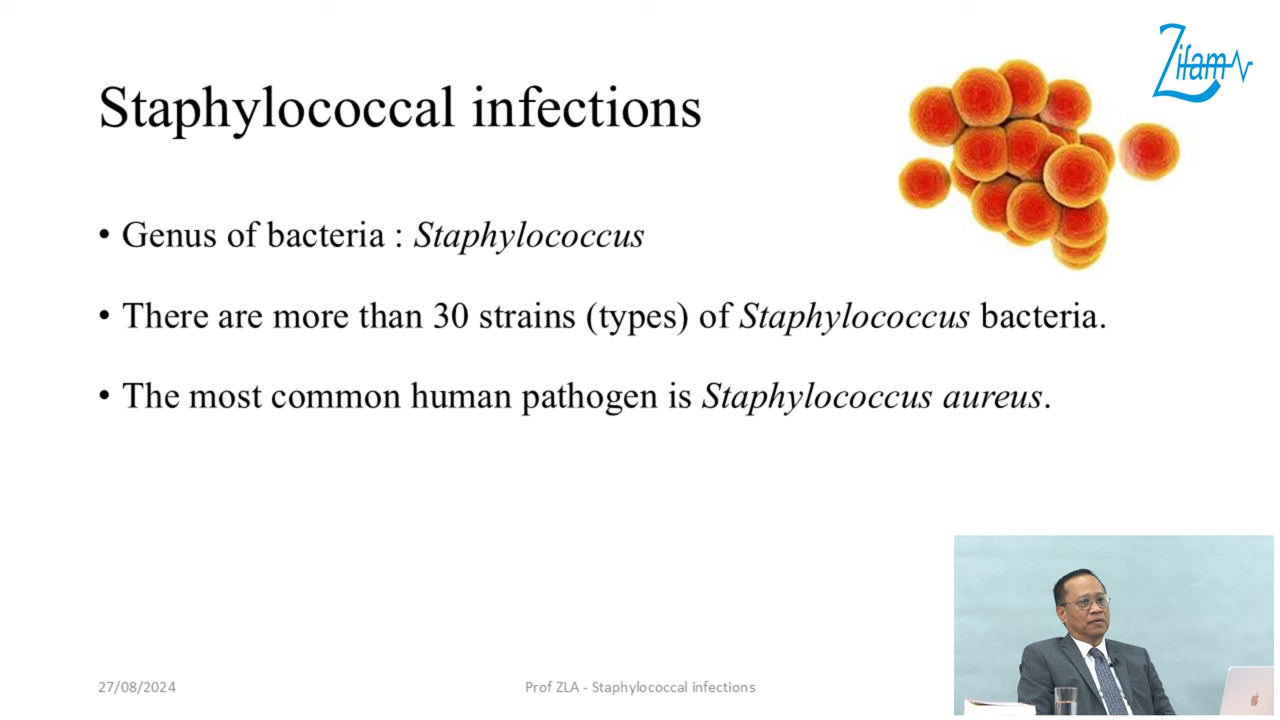 Zifam
Staphylococcal infections
• Genus of bacteria : Staphylococcus
• There are more than 30 strains (types) of Staphylococcus bacteria.
• The most common human pathogen is Staphylococcus aureus.
27/08/2024
Prof ZLA - Staphylococcal infections